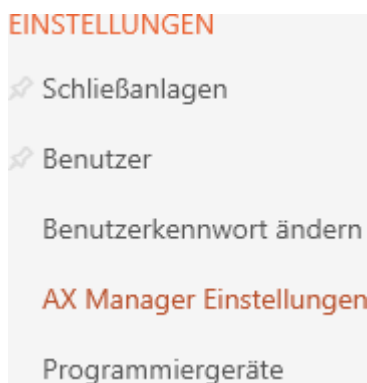 EINSTELLUNGEN
Schließanlagen
Benutzer
Benutzerkennwort ändern
AX Manager Einstellungen
Programmiergeräte